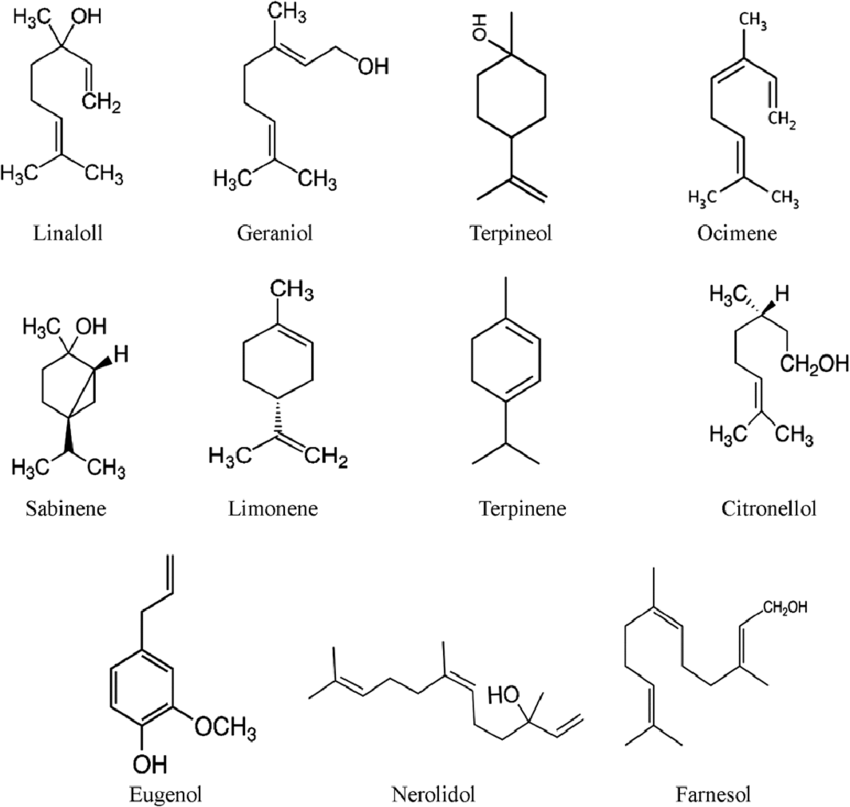 H₃C OH
CH₂
H₃C CH₃
Linaloll
CH₃
OH
H₃C CH₃
Geraniol
HO
Terpineol
CH₃
CH₂
H₃C CH₃
Ocimene
H₃C OH
H
H₃C CH₃
Sabinene
CH₃
H₃C CH₂
Limonene
Terpinene
H₃C H
CH₂OH
H₃C CH₃
Citronellol
OCH₃
OH
Eugenol
HO
Nerolidol
CH₂OH
Farnesol